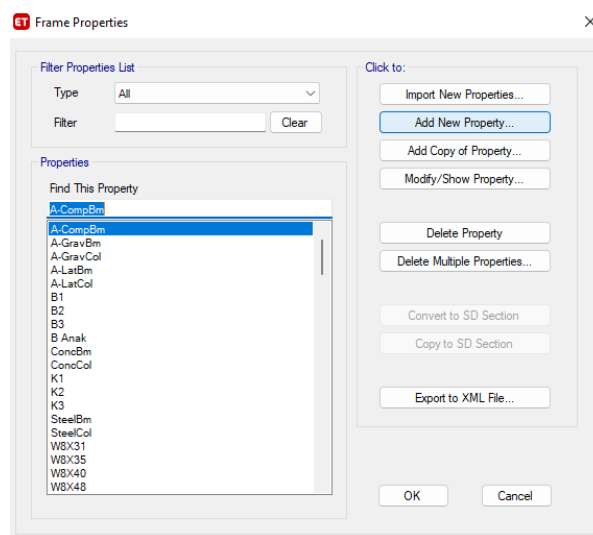 ET Frame Properties
Filter Properties List
Type All
Filter Clear
Properties
Find This Property
A-CompBm
A-CompBm
A-GravBm
A-GravCol
A-LatBm
A-LatCol
B1
B2
B3
B Anak
ConcBm
ConcCol
K1
K2
K3
SteelBm
SteelCol
W8X31
W8X35
W8X40
W8X48
Click to:
Import New Properties...
Add New Property...
Add Copy of Property...
Modify/Show Property...
Delete Property
Delete Multiple Properties...
Convert to SD Section
Copy to SD Section
Export to XML File...
OK Cancel